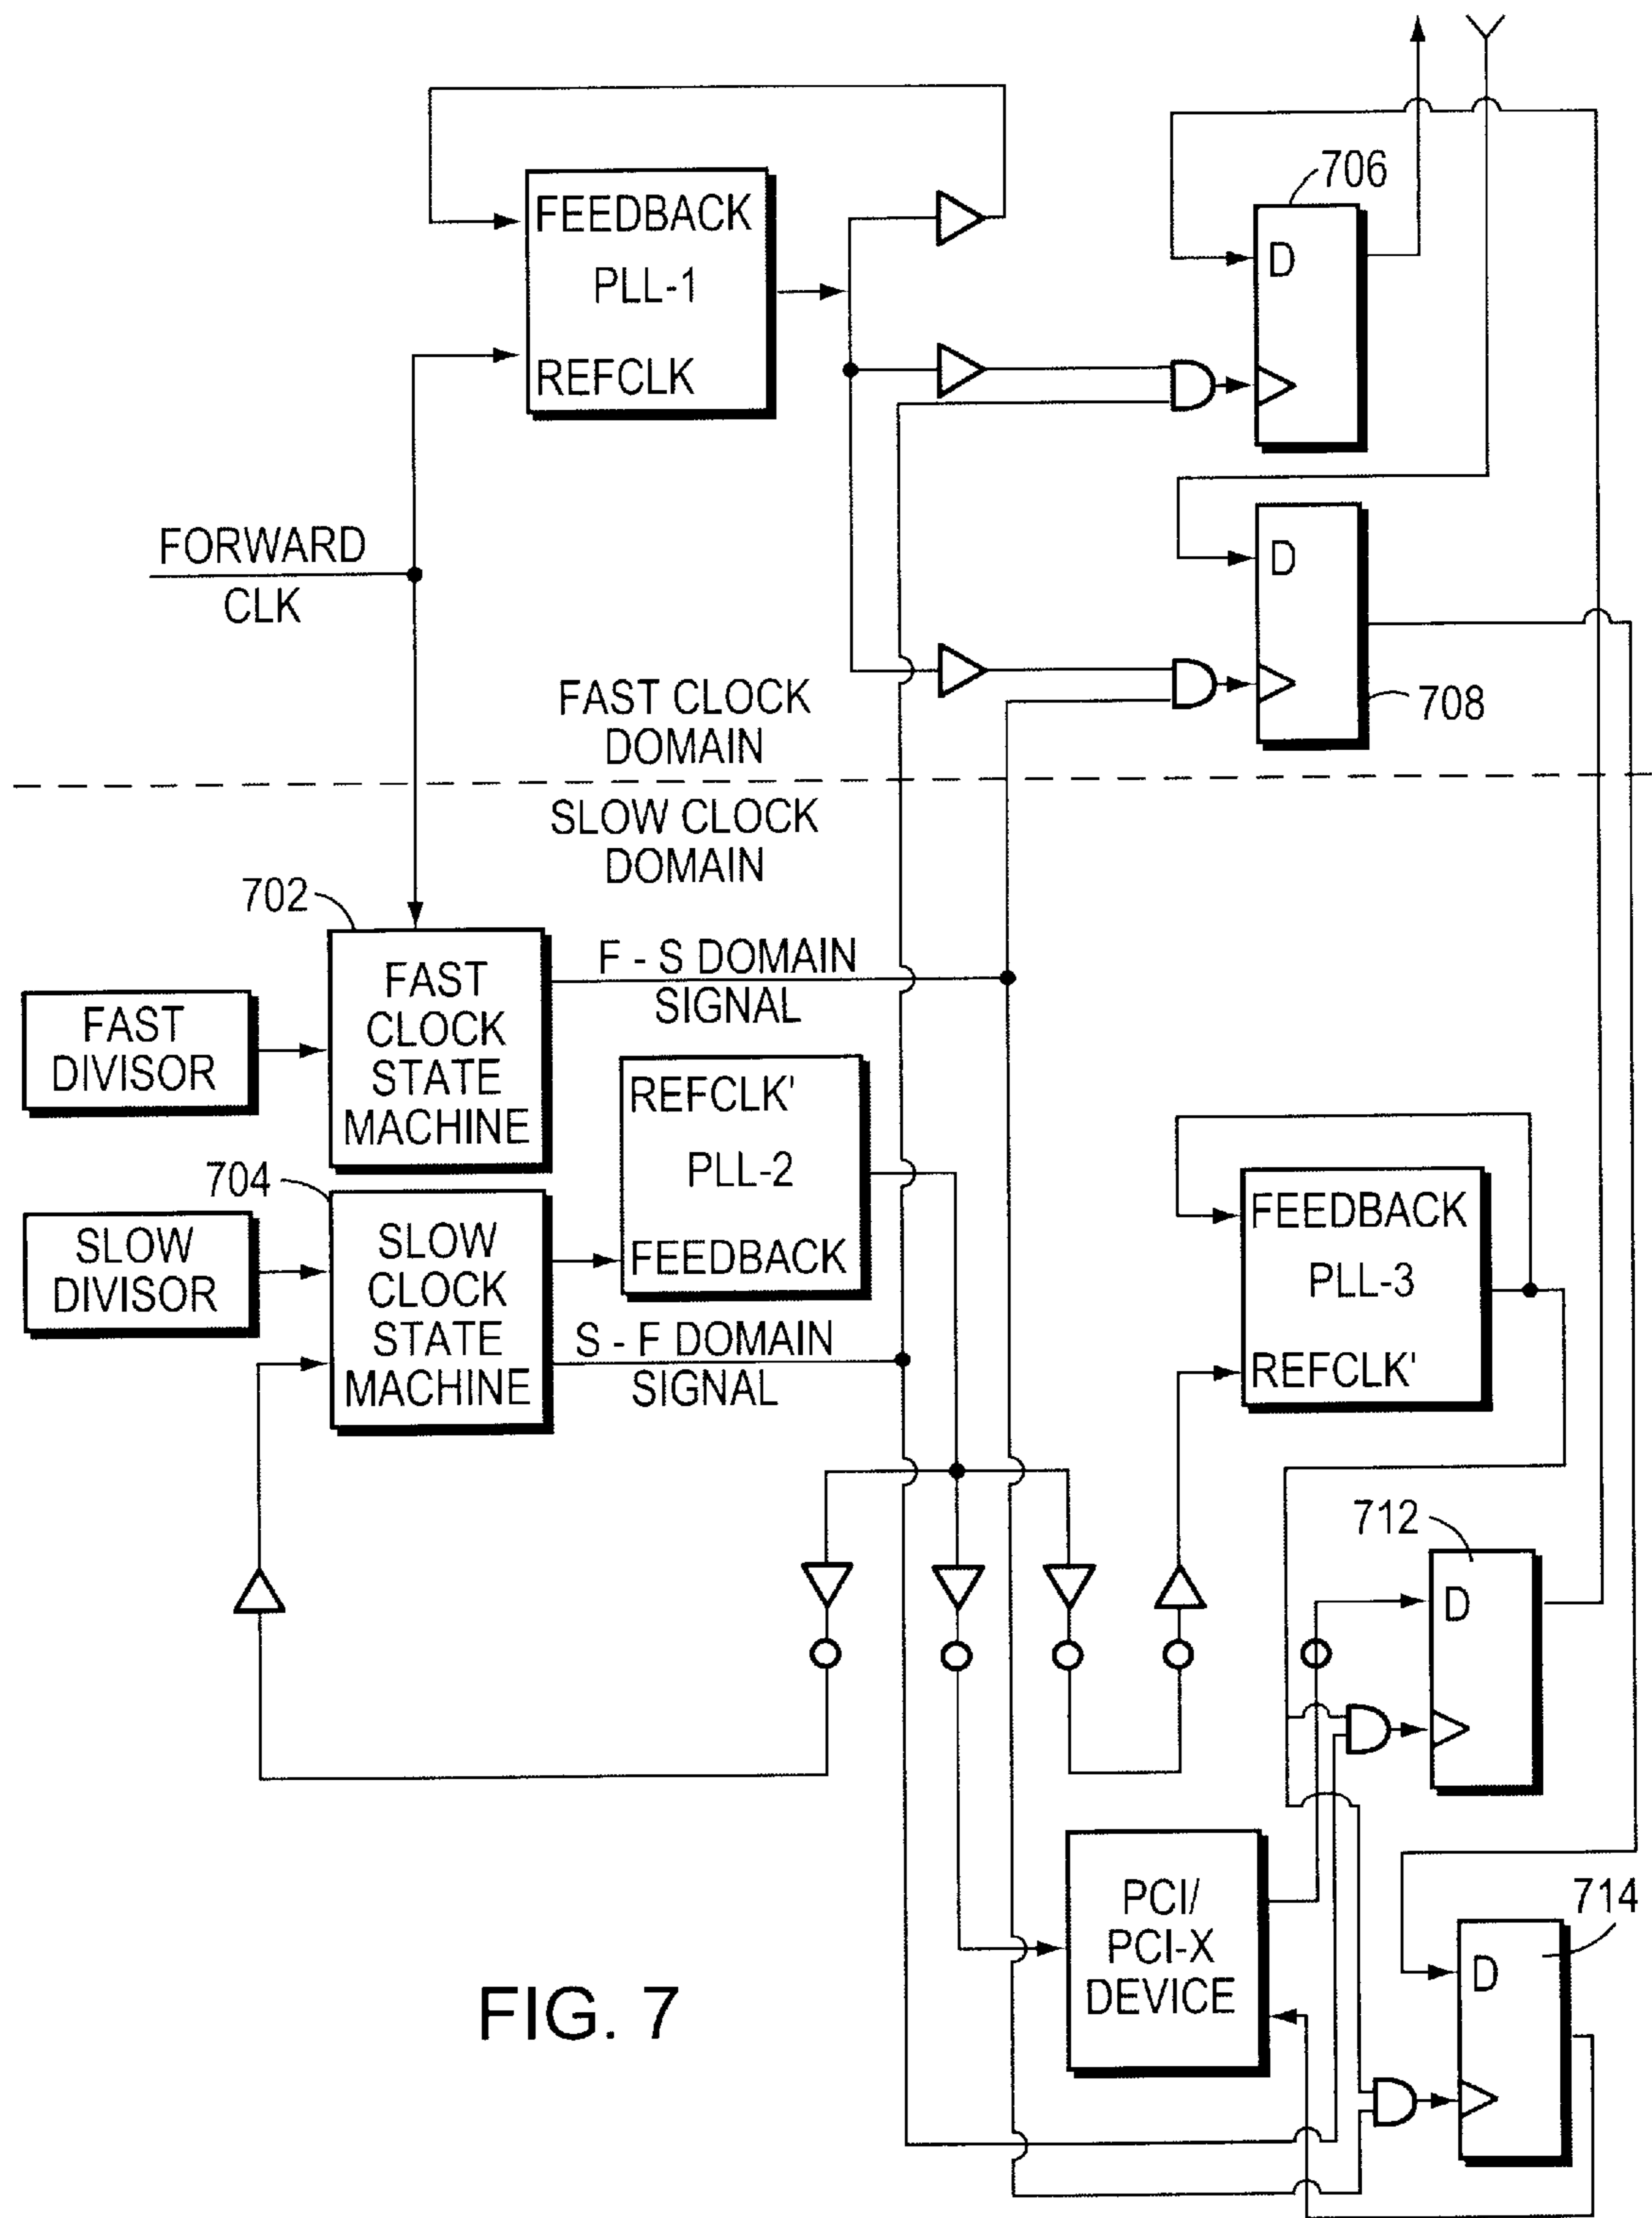 706
FEEDBACK
PLL-1
REFCLK
D
FORWARD
CLK
D
708
FAST CLOCK
DOMAIN
SLOW CLOCK
DOMAIN
702
FAST
CLOCK
STATE
MACHINE
F - S DOMAIN
SIGNAL
FAST
DIVISOR
REFCLK'
PLL-2
FEEDBACK
704
SLOW
CLOCK
STATE
MACHINE
SLOW
DIVISOR
S - F DOMAIN
SIGNAL
FEEDBACK
PLL-3
REFCLK'
712
D
PCI/
PCI-X
DEVICE
714
D
FIG. 7